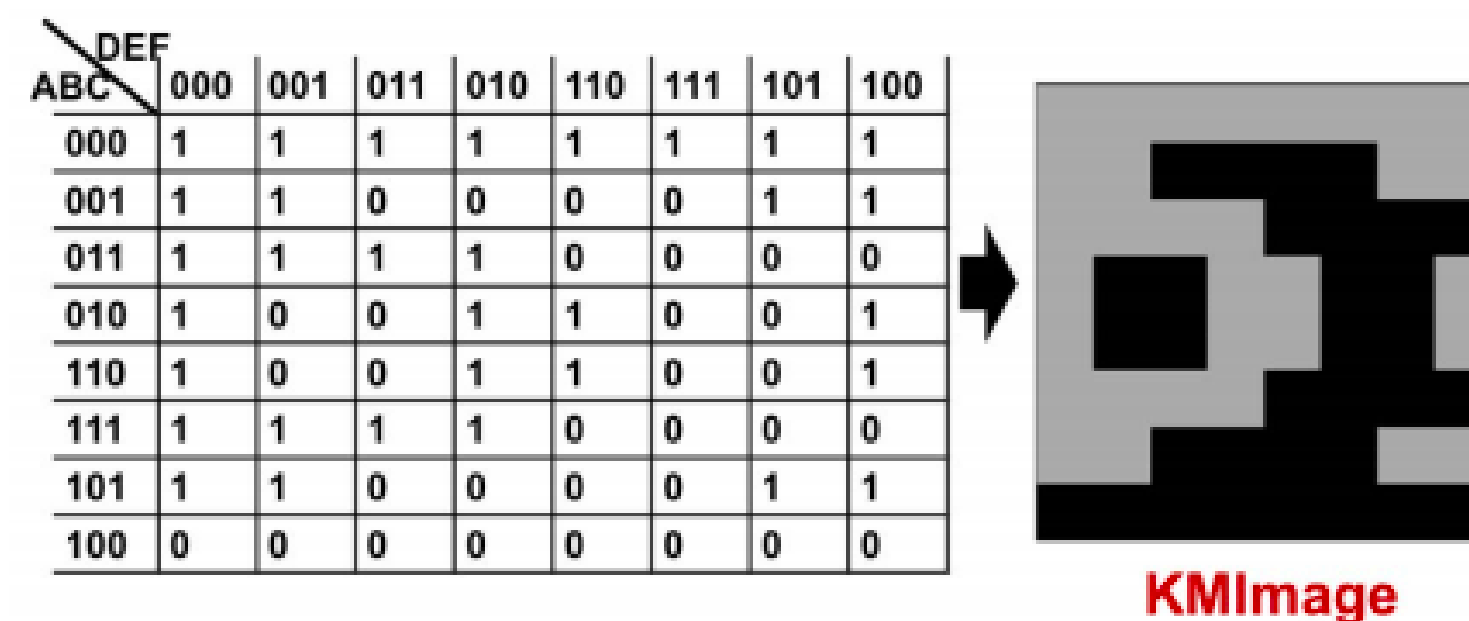 DEF
ABC 000 001 011 010 110 111 101 100
000 1 1 1 1 1 1 1 1
001 1 1 0 0 0 0 1 1
011 1 1 1 1 0 0 0 0
010 1 0 0 1 1 0 0 1
110 1 0 0 1 1 0 0 1
111 1 1 1 1 0 0 0 0
101 1 1 0 0 0 0 1 1
100 0 0 0 0 0 0 0 0
KMImage